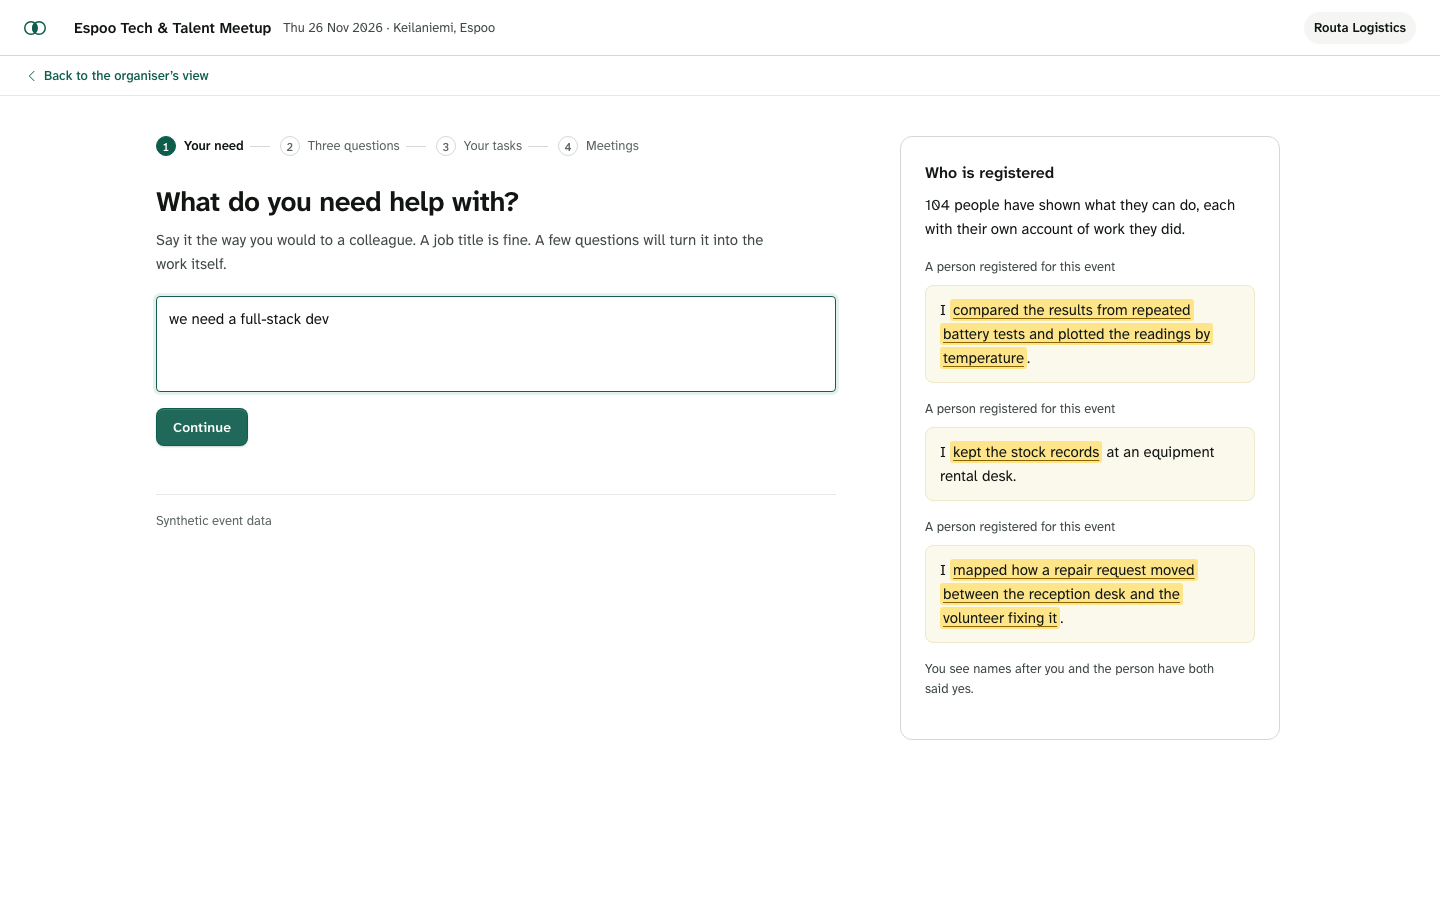 Espoo Tech & Talent Meetup Thu 26 Nov 2026 · Keilaniemi, Espoo Routa Logistics
Back to the organiser's view
1 Your need 2 Three questions 3 Your tasks 4 Meetings
What do you need help with?
Say it the way you would to a colleague. A job title is fine. A few questions will turn it into the
work itself.
we need a full-stack dev
Continue
Synthetic event data
Who is registered
104 people have shown what they can do, each
with their own account of work they did.
A person registered for this event
I compared the results from repeated
battery tests and plotted the readings by
temperature.
A person registered for this event
I kept the stock records at an equipment
rental desk.
A person registered for this event
I mapped how a repair request moved
between the reception desk and the
volunteer fixing it.
You see names after you and the person have both
said yes.